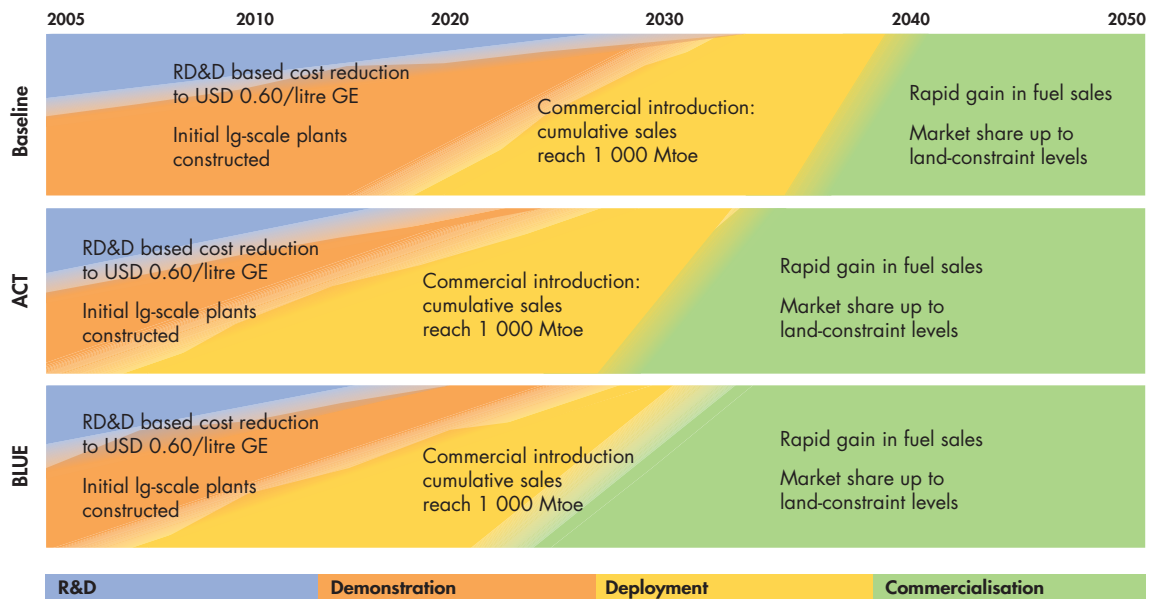 2005 2010 2020 2030 2040 2050
Baseline
RD&D based cost reduction
to USD 0.60/litre GE
Initial lg-scale plants
constructed
Commercial introduction:
cumulative sales
reach 1 000 Mtoe
Rapid gain in fuel sales
Market share up to
land-constraint levels
ACT
RD&D based cost reduction
to USD 0.60/litre GE
Initial lg-scale plants
constructed
Commercial introduction:
cumulative sales
reach 1 000 Mtoe
Rapid gain in fuel sales
Market share up to
land-constraint levels
BLUE
RD&D based cost reduction
to USD 0.60/litre GE
Initial lg-scale plants
constructed
Commercial introduction
cumulative sales
reach 1 000 Mtoe
Rapid gain in fuel sales
Market share up to
land-constraint levels
R&D Demonstration Deployment Commercialisation